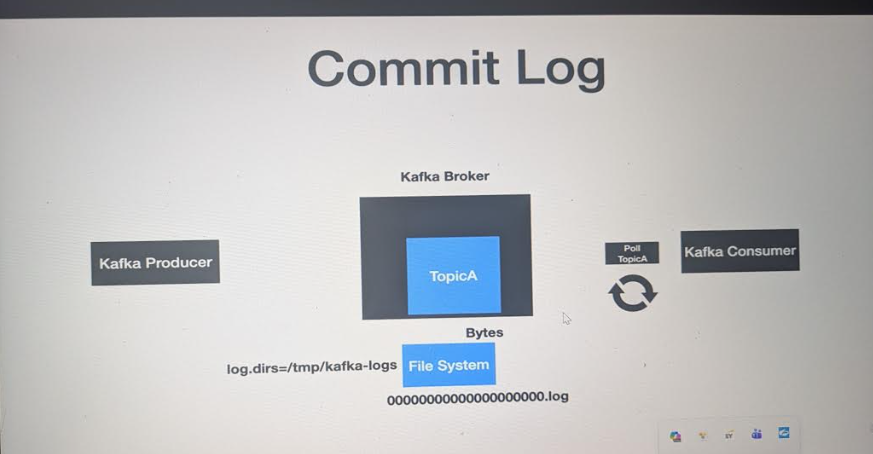 Commit Log
Kafka Broker
Kafka Producer
TopicA
Poll
TopicA
Kafka Consumer
Bytes
log.dirs=/tmp/kafka-logs
File System
00000000000000000000.log